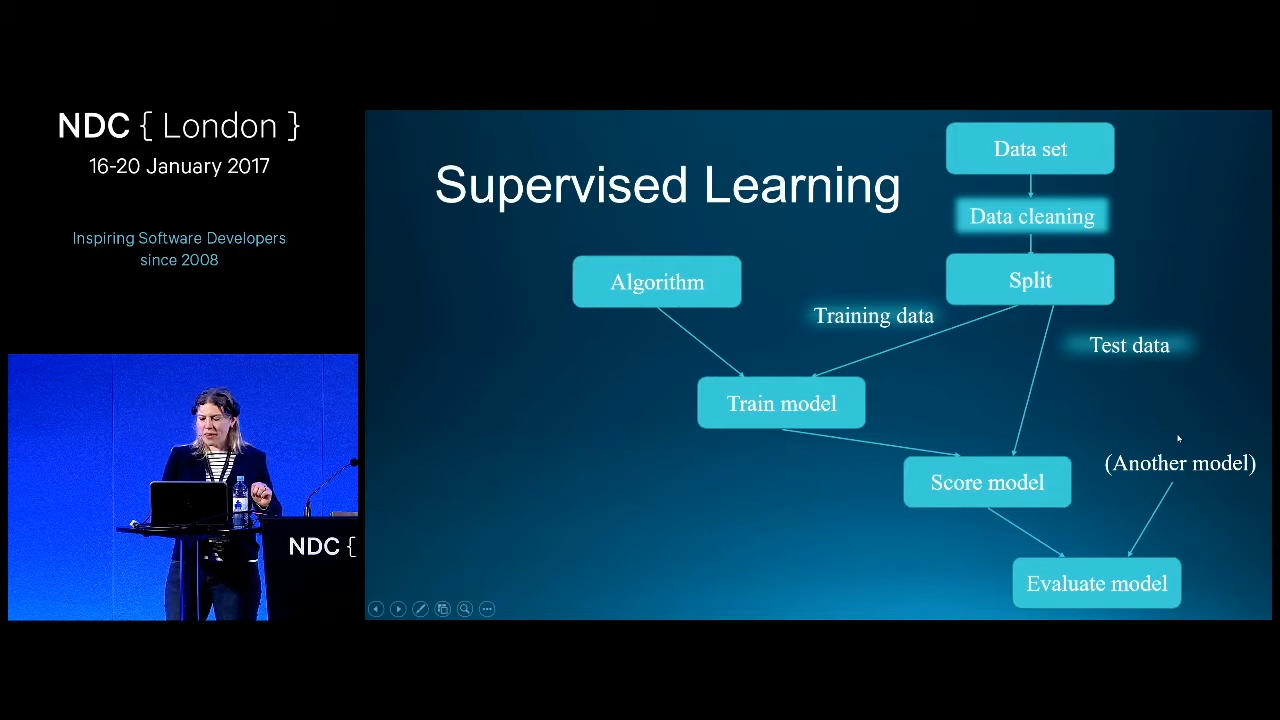 NDC { London }
16-20 January 2017
Inspiring Software Developers
since 2008
NDC {
Supervised Learning
Data set
Data cleaning
Split
Algorithm
Training data
Test data
Train model
Score model
(Another model)
Evaluate model